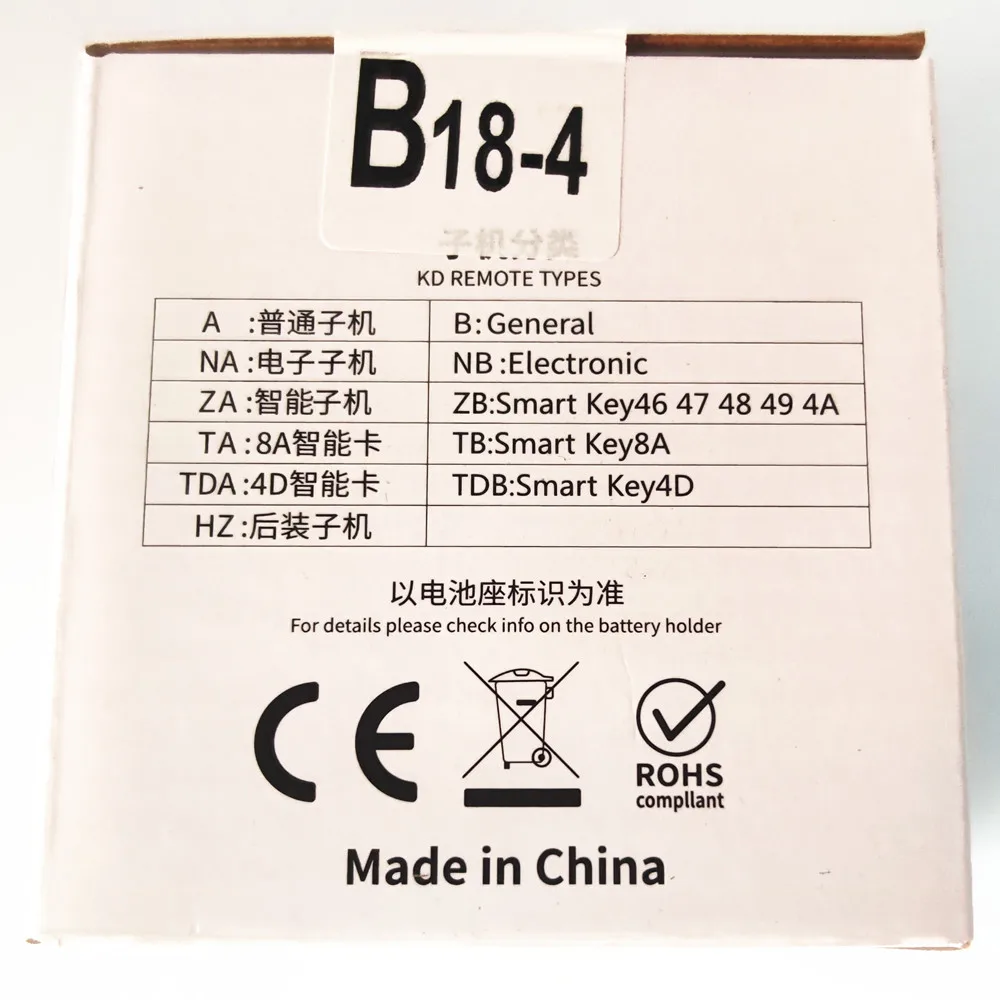 B18-4
子机分类
KD REMOTE TYPES
A :普通子机 B:General
NA:电子子机 NB:Electronic
ZA:智能子机 ZB:Smart Key46 47 48 49 4A
TA:8A智能卡 TB:Smart Key8A
TDA:4D智能卡 TDB:Smart Key4D
HZ:后装子机
以电池座标识为准
For details please check info on the battery holder
CE
ROHS
compllant
Made in China